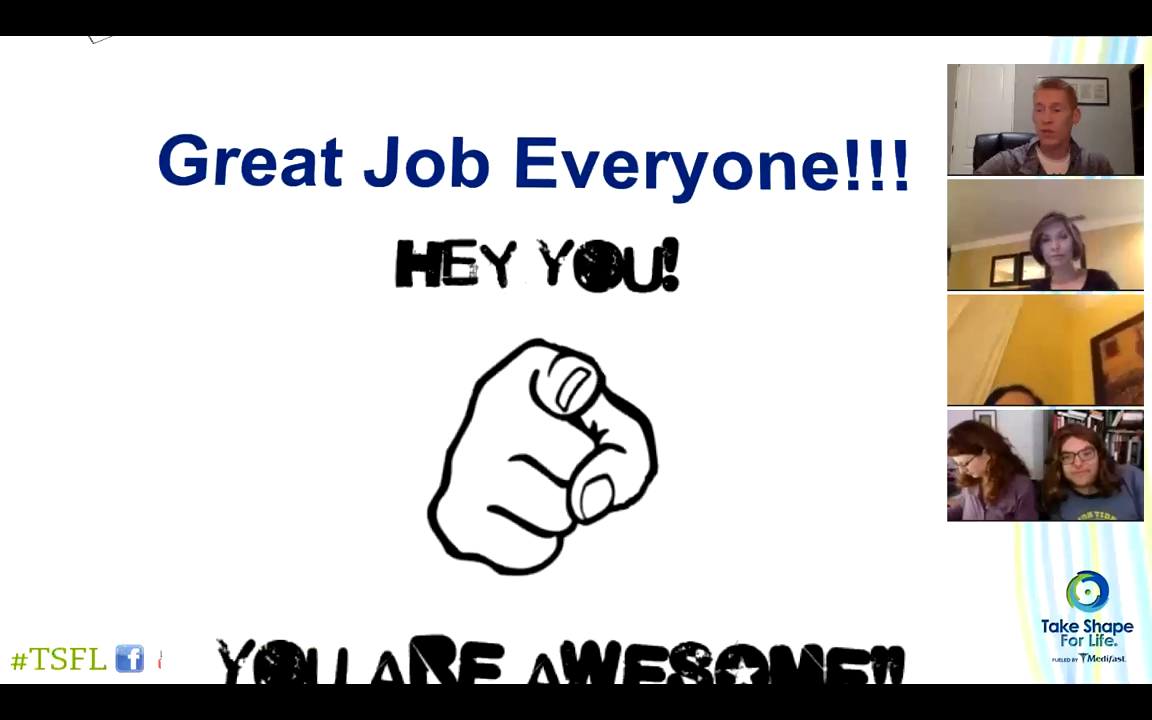 Great Job Everyone!!!
HEY YOU!
YOU ARE AWESOME!!
#TSFL
Take Shape
For Life.
FUELED BY Medifast